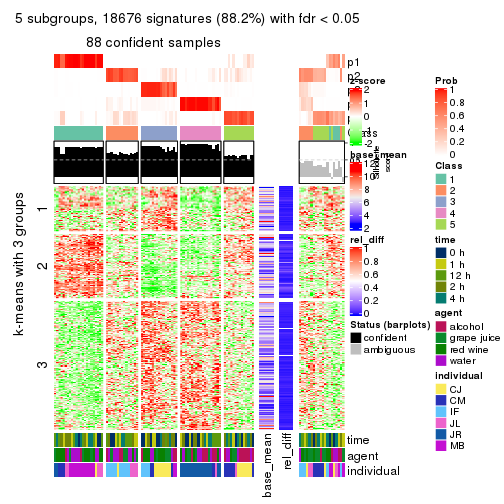 5 subgroups, 18676 signatures (88.2%) with fdr < 0.05
88 confident samples
p1
p2
z-score
2
1
0
-1
-2
Silhouette
score
base_mean
12
10
8
6
4
2
rel_diff
1
0.8
0.6
0.4
0.2
0
Status (barplots)
confident
ambiguous
Prob
1
0.8
0.6
0.4
0.2
0
Class
1
2
3
4
5
time
0 h
1 h
12 h
2 h
4 h
agent
alcohol
grape juice
red wine
water
individual
CJ
CM
IF
JL
JR
MB
k-means with 3 groups
1
2
3
time
agent
individual
base_mean
rel_diff